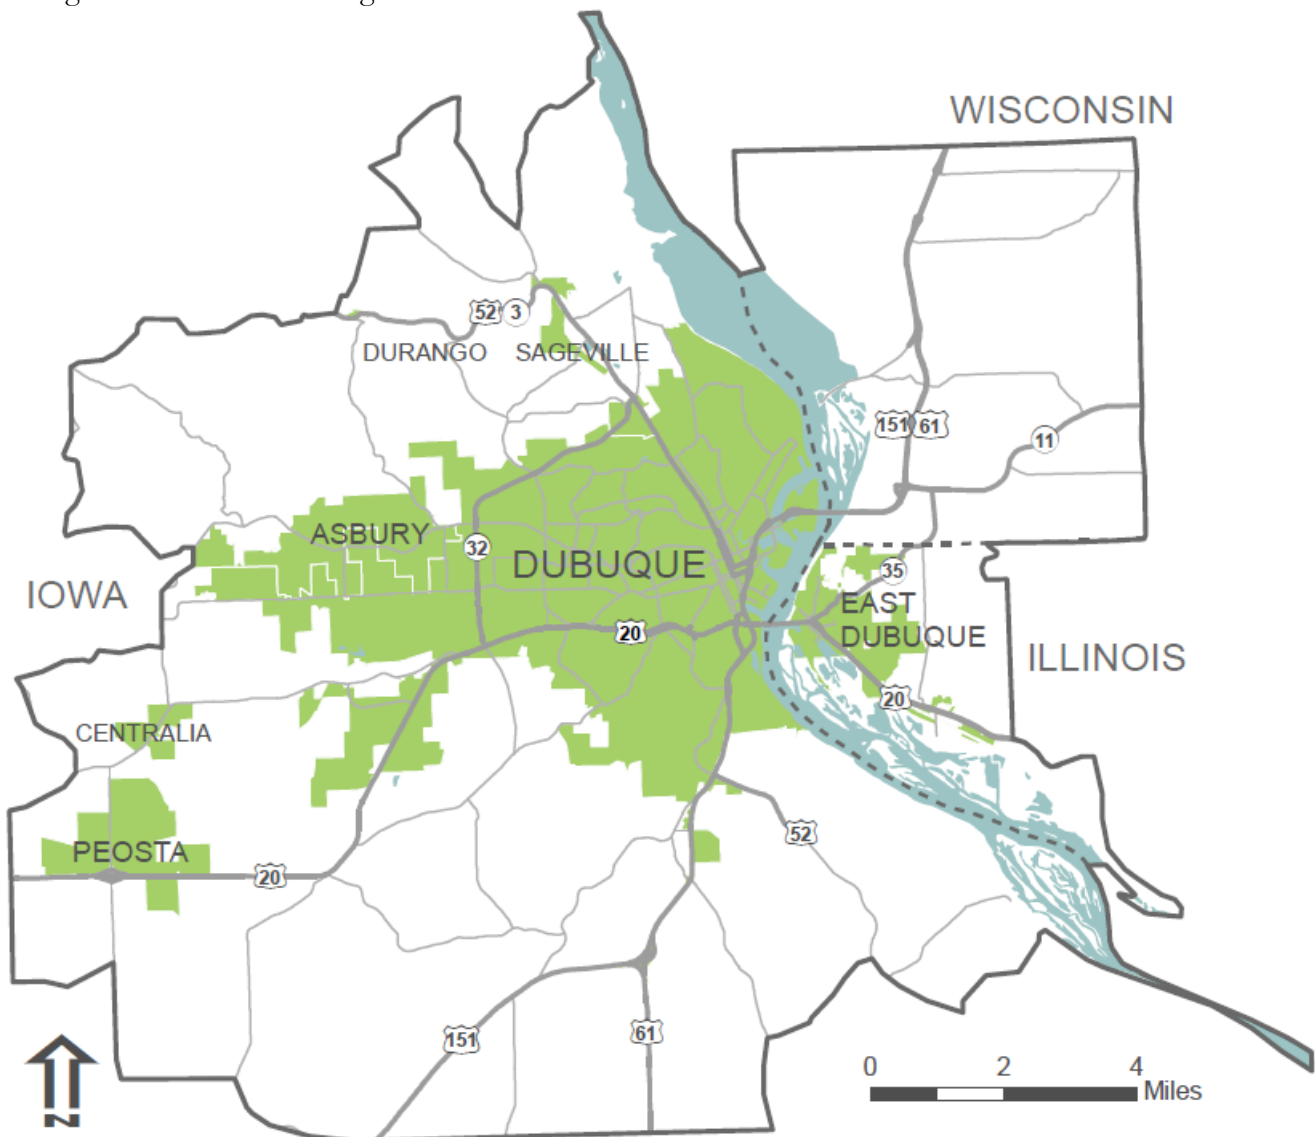 WISCONSIN
52
3
DURANGO
SAGEVILLE
151
61
11
ASBURY
32
DUBUQUE
35
IOWA
EAST
DUBUQUE
20
ILLINOIS
20
CENTRALIA
52
PEOSTA
20
151
61
0
2
4
Miles
N